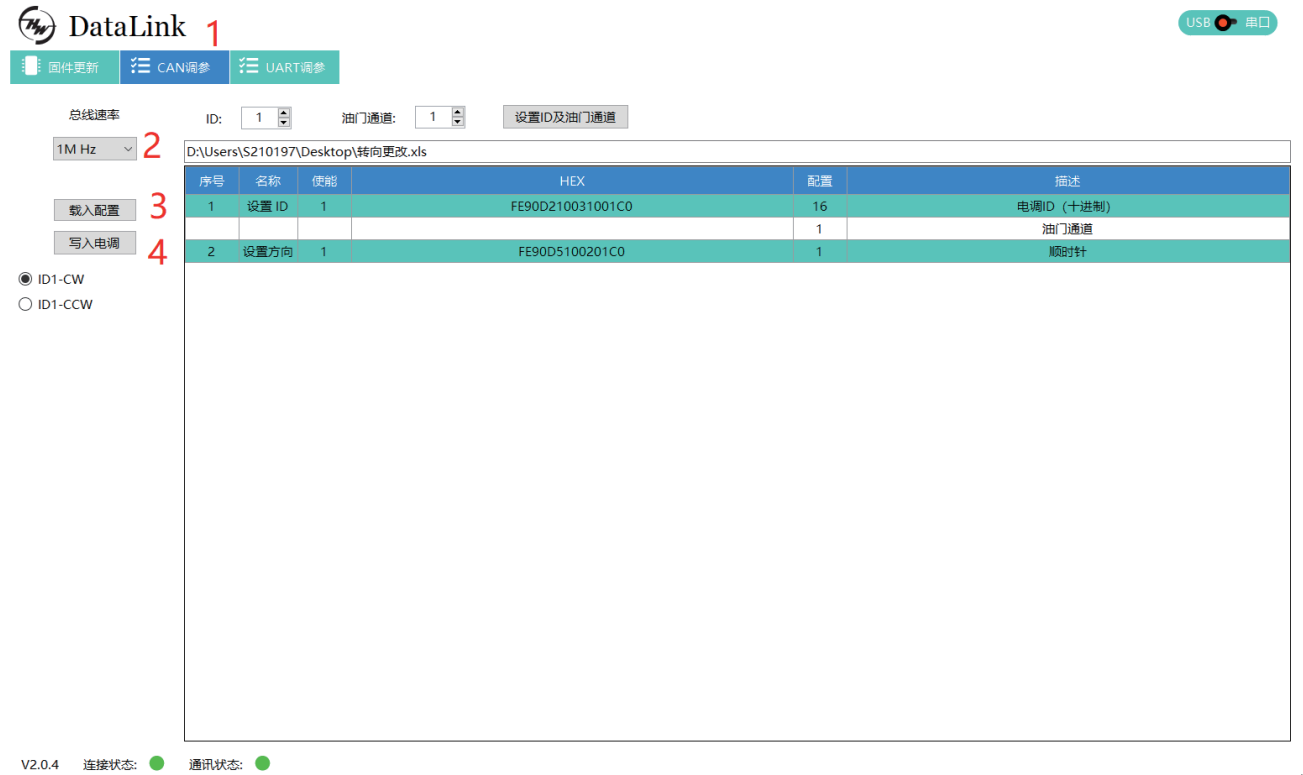 HW DataLink 1
USB 串口
固件更新 CAN调参 UART调参
总线速率 ID: 1 油门通道: 1 设置ID及油门通道
1M Hz 2 D:\Users\S210197\Desktop\转向更改.xls
序号 名称 使能 HEX 配置 描述
载入配置 3 1 设置 ID 1 FE90D210031001C0 16 电调ID（十进制）
1 油门通道
写入电调 4 2 设置方向 1 FE90D5100201C0 1 顺时针
ID1-CW
ID1-CCW
V2.0.4 连接状态: 通讯状态: